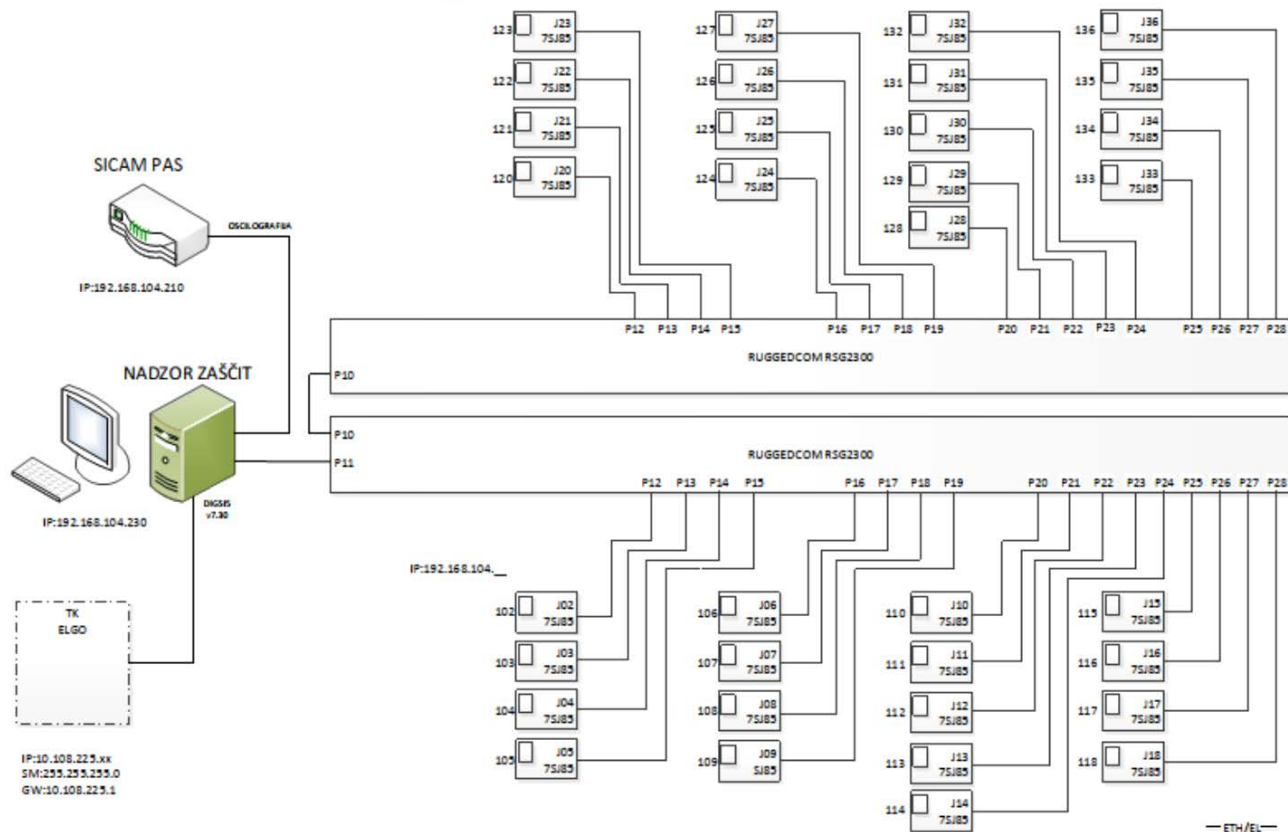 123 J23
7SJ85
122 J22
7SJ85
121 J21
7SJ85
120 J20
7SJ85
127 J27
7SJ85
126 J26
7SJ85
125 J25
7SJ85
124 J24
7SJ85
132 J32
7SJ85
131 J31
7SJ85
130 J30
7SJ85
129 J29
7SJ85
128 J28
7SJ85
136 J36
7SJ85
135 J35
7SJ85
134 J34
7SJ85
133 J33
7SJ85
SICAM PAS
OSCILOGRAFIJA
IP:192.168.104.210
P12 P13 P14 P15 P16 P17 P18 P19 P20 P21 P22 P23 P24 P25 P26 P27 P28
RUGGEDCOM RSG2300
P10
NADZOR ZAŠČIT
P10
P11
RUGGEDCOM RSG2300
P12 P13 P14 P15 P16 P17 P18 P19 P20 P21 P22 P23 P24 P25 P26 P27 P28
DIGSIS
v7.30
IP:192.168.104.230
IP:192.168.104.__
TK
ELGO
IP:10.108.225.xx
SM:255.255.255.0
GW:10.108.225.1
102 J02
7SJ85
103 J03
7SJ85
104 J04
7SJ85
105 J05
7SJ85
106 J06
7SJ85
107 J07
7SJ85
108 J08
7SJ85
109 J09
SJ85
110 J10
7SJ85
111 J11
7SJ85
112 J12
7SJ85
113 J13
7SJ85
114 J14
7SJ85
115 J15
7SJ85
116 J16
7SJ85
117 J17
7SJ85
118 J18
7SJ85
ETH/EL